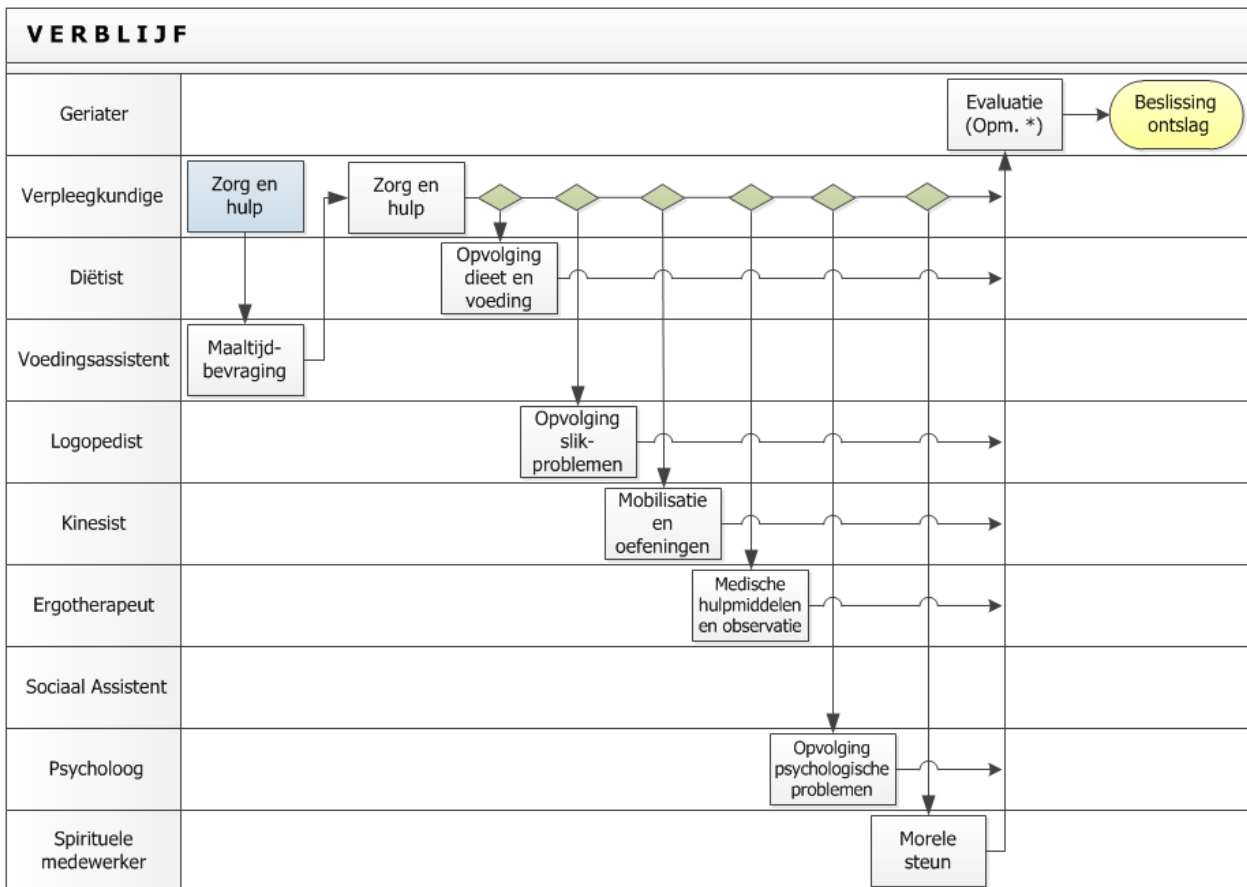 VERBLIJF
Geriater
Evaluatie
(Opm. *)
Beslissing
ontslag
Verpleegkundige
Zorg en
hulp
Zorg en
hulp
Diëtist
Opvolging
dieet en
voeding
Voedingsassistent
Maaltijd-
bevraging
Logopedist
Opvolging
slik-
problemen
Kinesist
Mobilisatie
en
oefeningen
Ergotherapeut
Medische
hulpmiddelen
en observatie
Sociaal Assistent
Psycholoog
Opvolging
psychologische
problemen
Spirituele
medewerker
Morele
steun